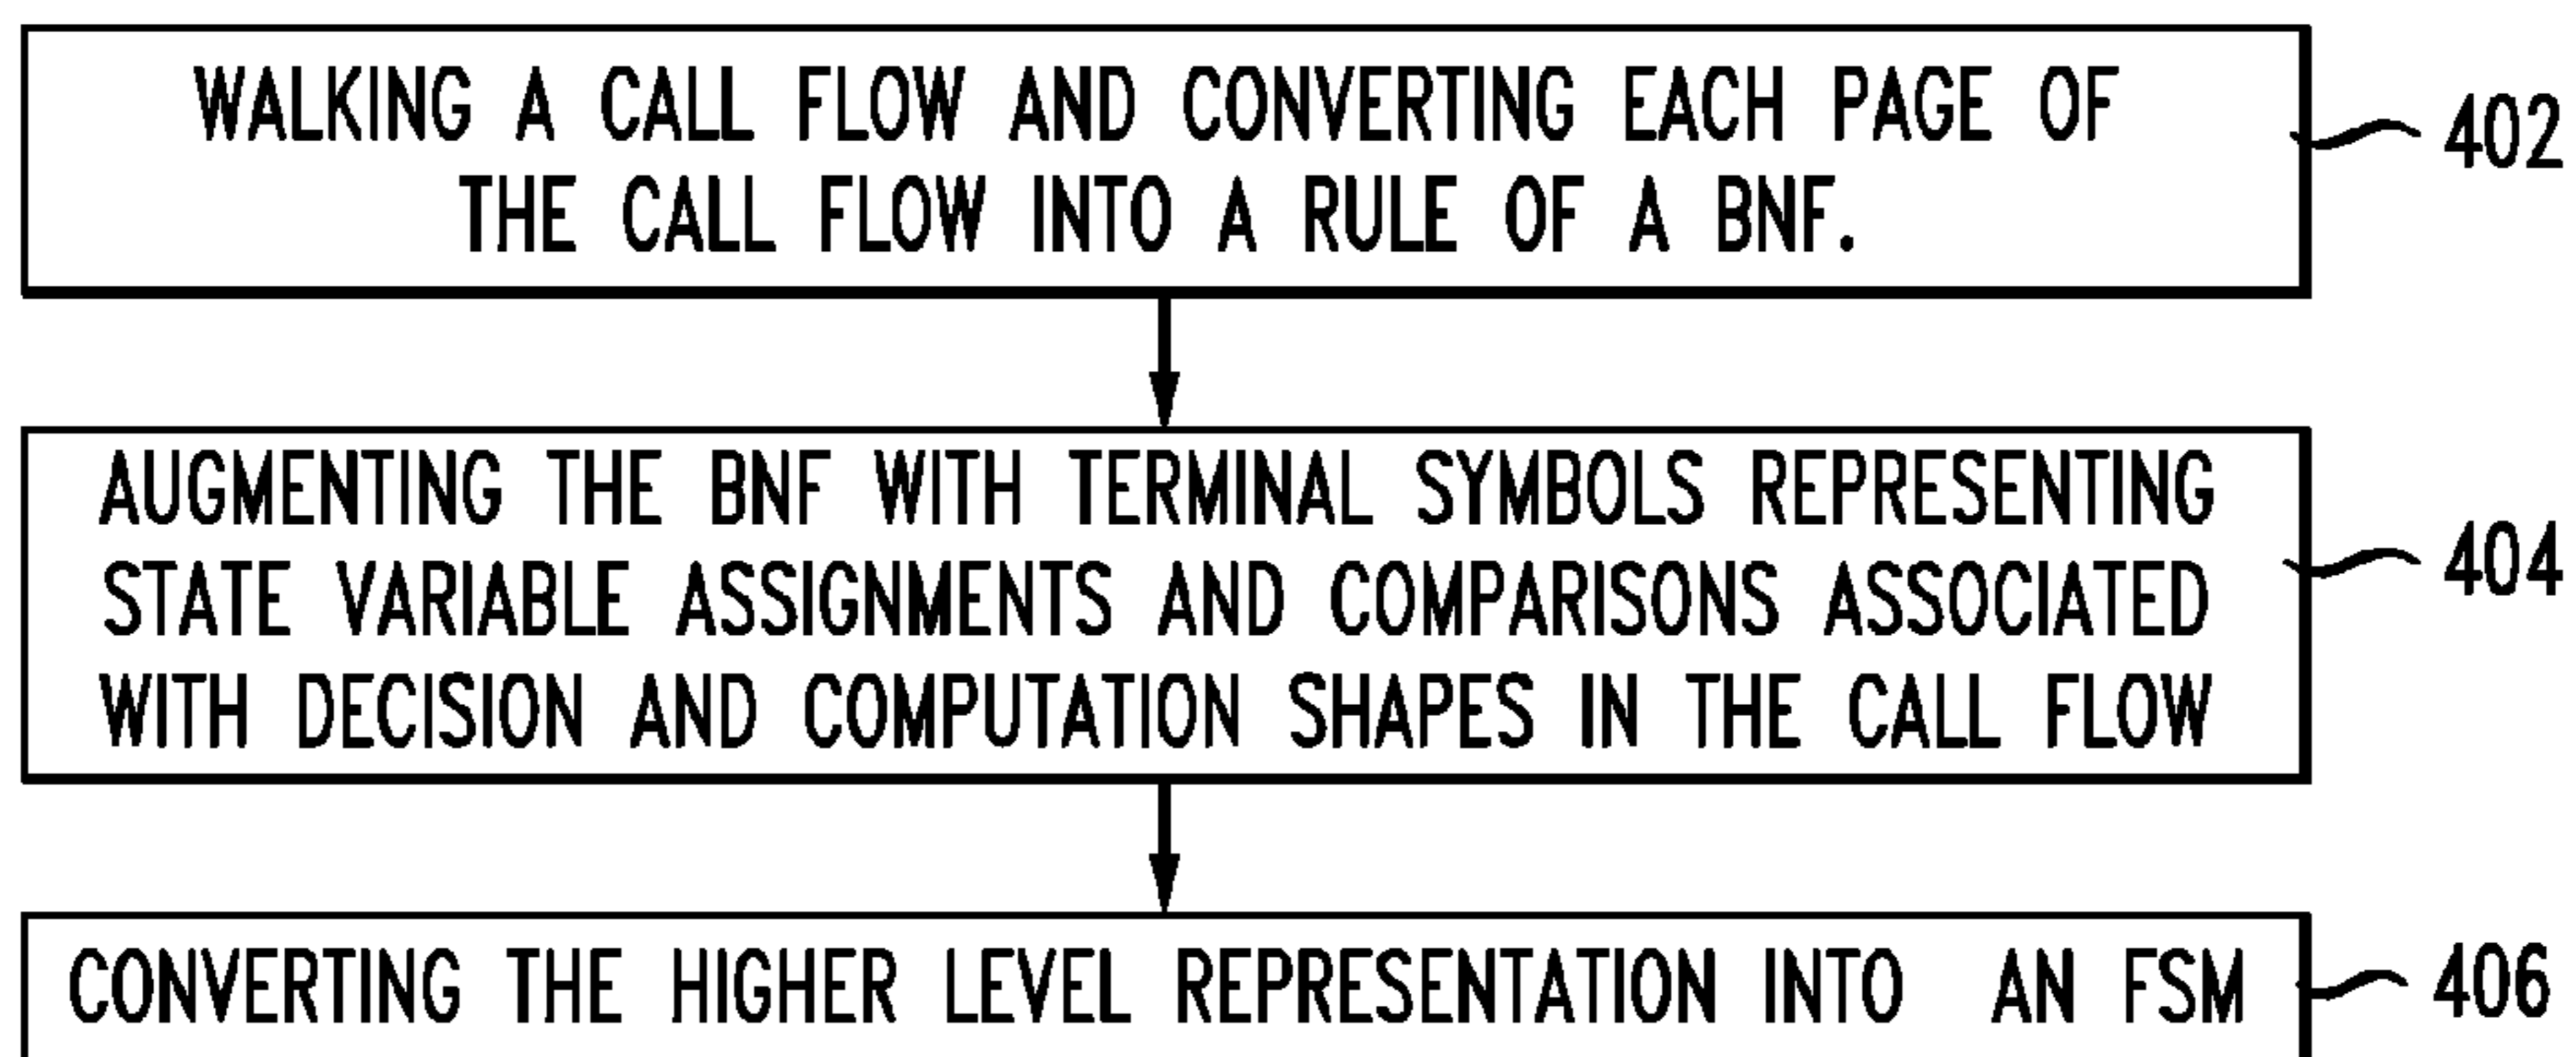 WALKING A CALL FLOW AND CONVERTING EACH PAGE OF
THE CALL FLOW INTO A RULE OF A BNF.
402
AUGMENTING THE BNF WITH TERMINAL SYMBOLS REPRESENTING
STATE VARIABLE ASSIGNMENTS AND COMPARISONS ASSOCIATED
WITH DECISION AND COMPUTATION SHAPES IN THE CALL FLOW
404
CONVERTING THE HIGHER LEVEL REPRESENTATION INTO AN FSM
406